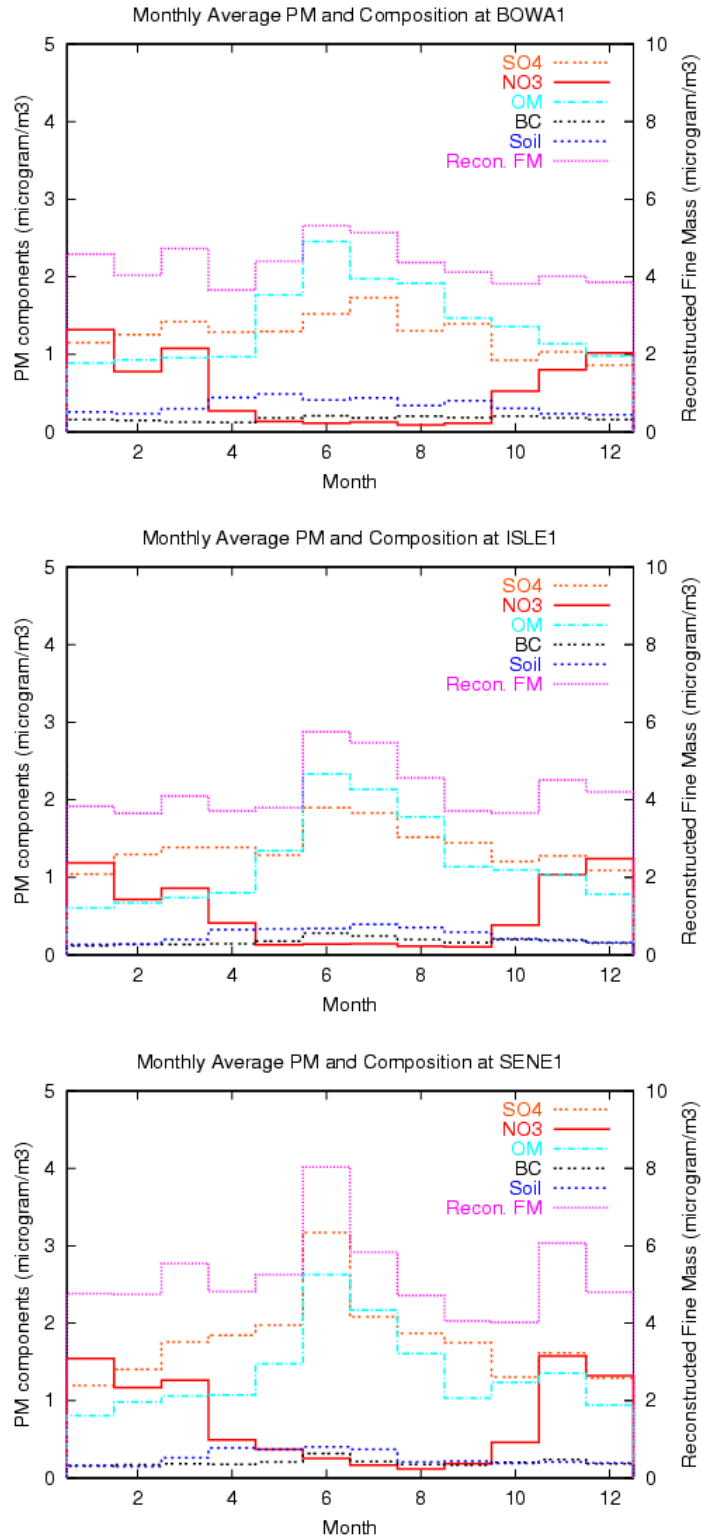 Monthly Average PM and Composition at BOWA1
5
4
3
2
1
0
10
8
6
4
2
0
SO4
NO3
OM
BC
Soil
Recon. FM
PM components (microgram/m3)
Reconstructed Fine Mass (microgram/m3)
2 4 6 8 10 12
Month
Monthly Average PM and Composition at ISLE1
5
4
3
2
1
0
10
8
6
4
2
0
SO4
NO3
OM
BC
Soil
Recon. FM
PM components (microgram/m3)
Reconstructed Fine Mass (microgram/m3)
2 4 6 8 10 12
Month
Monthly Average PM and Composition at SENE1
5
4
3
2
1
0
10
8
6
4
2
0
SO4
NO3
OM
BC
Soil
Recon. FM
PM components (microgram/m3)
Reconstructed Fine Mass (microgram/m3)
2 4 6 8 10 12
Month